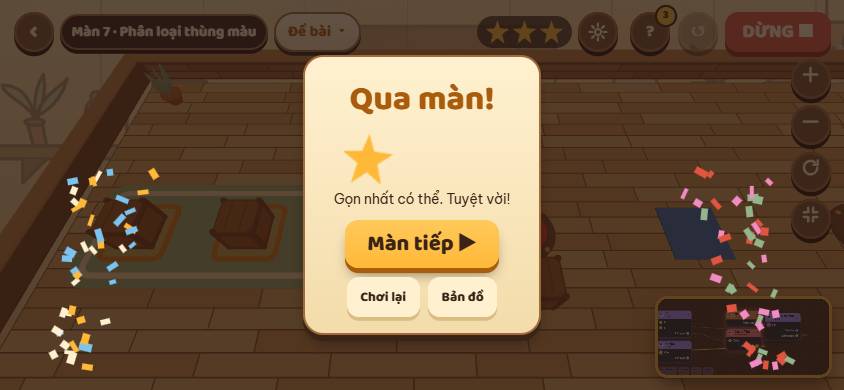 Màn 7 · Phân loại thùng màu
Đề bài
?
3
DỪNG
Qua màn!
Gọn nhất có thể. Tuyệt vời!
Màn tiếp
Chơi lại
Bản đồ